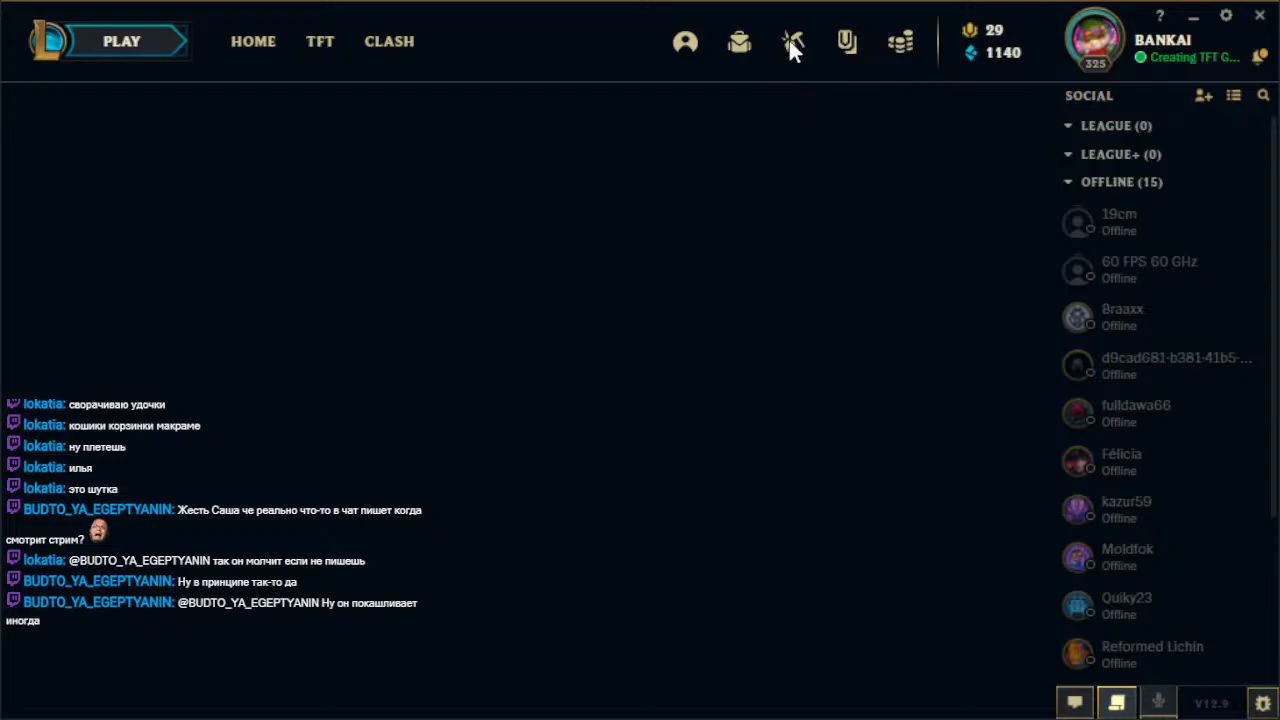 PLAY
HOME
TFT
CLASH
29
1140
325
BANKAI
Creating TFT G...
?
SOCIAL
LEAGUE (0)
LEAGUE+ (0)
OFFLINE (15)
19cm
Offline
60 FPS 60 GHz
Offline
Braaxx
Offline
d9cad681-b381-41b5-...
Offline
fulldawa66
Offline
Félicia
Offline
kazur59
Offline
Moldfok
Offline
Quiky23
Offline
Reformed Lichin
Offline
V12.9
lokatia: сворачиваю удочки
lokatia: кошики корзинки макраме
lokatia: ну плетешь
lokatia: илья
lokatia: это шутка
BUDTO_YA_EGEPTYANIN: Жесть Саша че реально что-то в чат пишет когда
смотрит стрим?
lokatia: @BUDTO_YA_EGEPTYANIN так он молчит если не пишешь
BUDTO_YA_EGEPTYANIN: Ну в принципе так-то да
BUDTO_YA_EGEPTYANIN: @BUDTO_YA_EGEPTYANIN Ну он покашливает
иногда